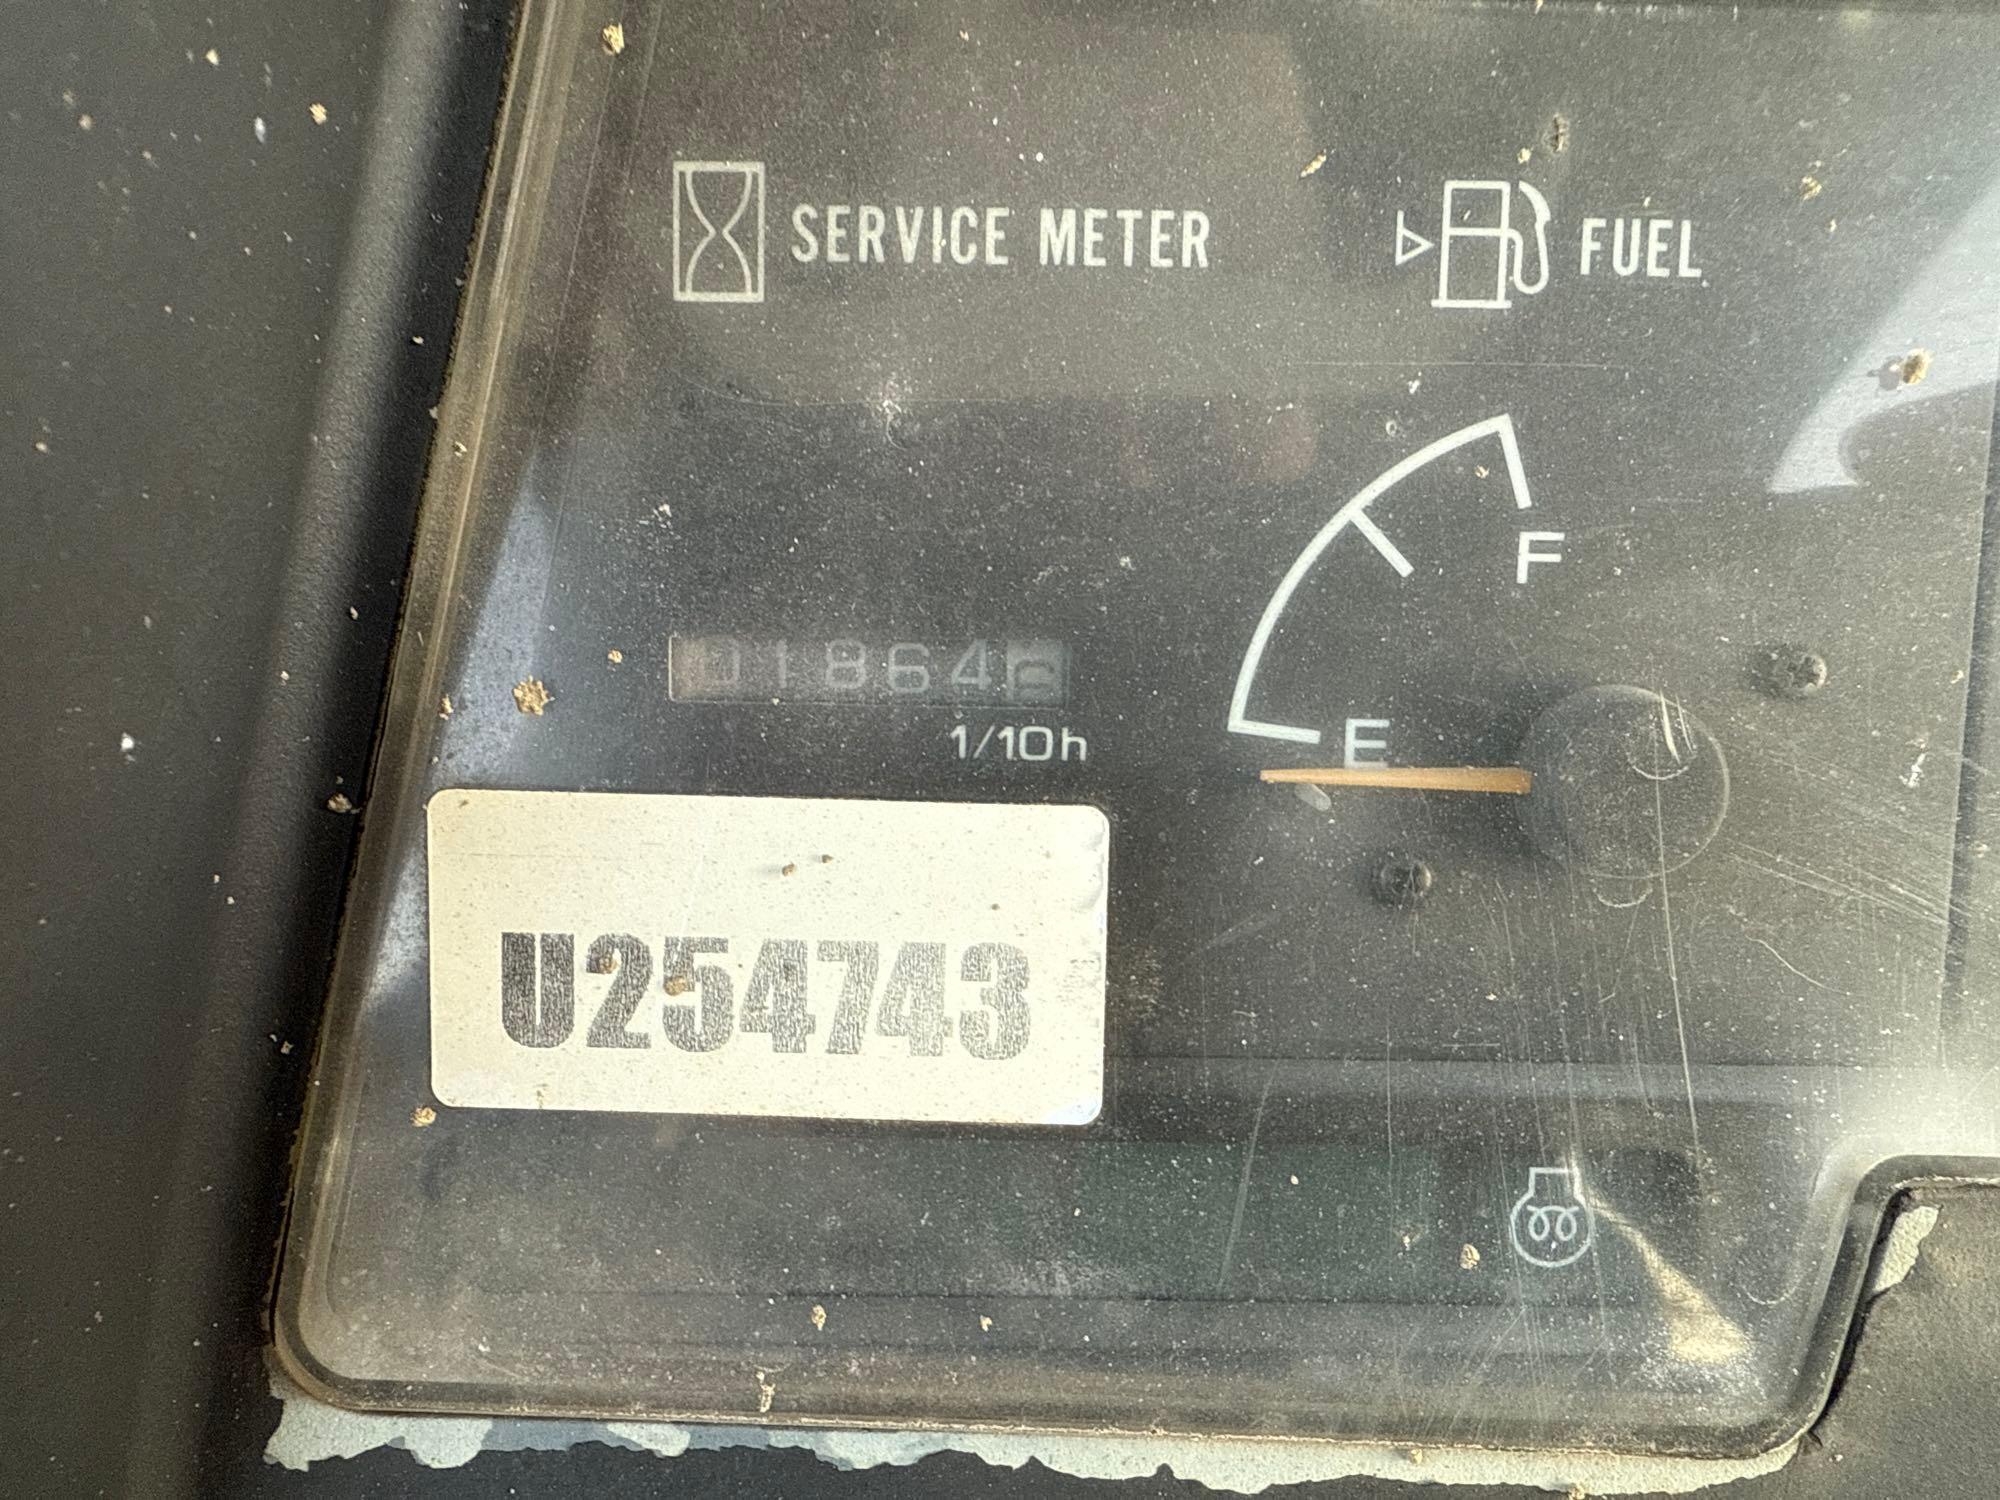 SERVICE METER
FUEL
F
01864
1/10h
E
U254743